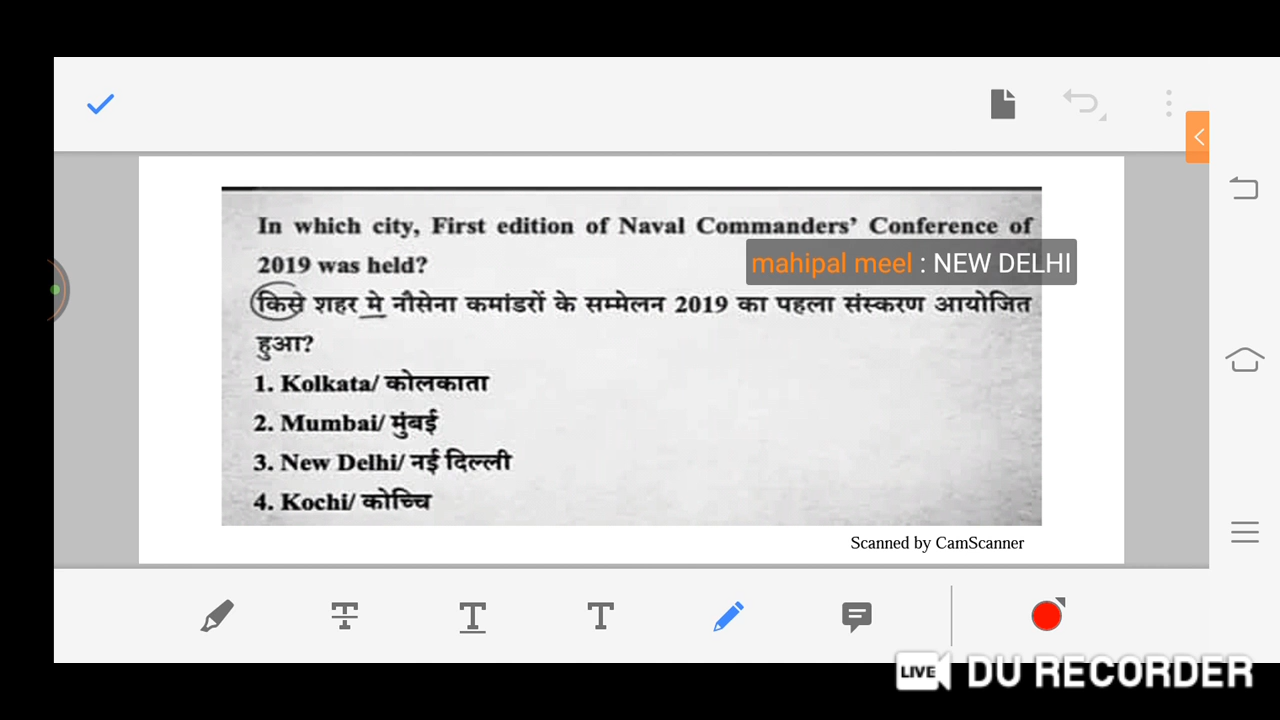 In which city, First edition of Naval Commanders’ Conference of
2019 was held?
mahipal meel : NEW DELHI
किसे शहर मे नौसेना कमांडरों के सम्मेलन 2019 का पहला संस्करण आयोजित
हुआ?
1. Kolkata/ कोलकाता
2. Mumbai/ मुंबई
3. New Delhi/ नई दिल्ली
4. Kochi/ कोच्चि
Scanned by CamScanner
T T T
LIVE DU RECORDER